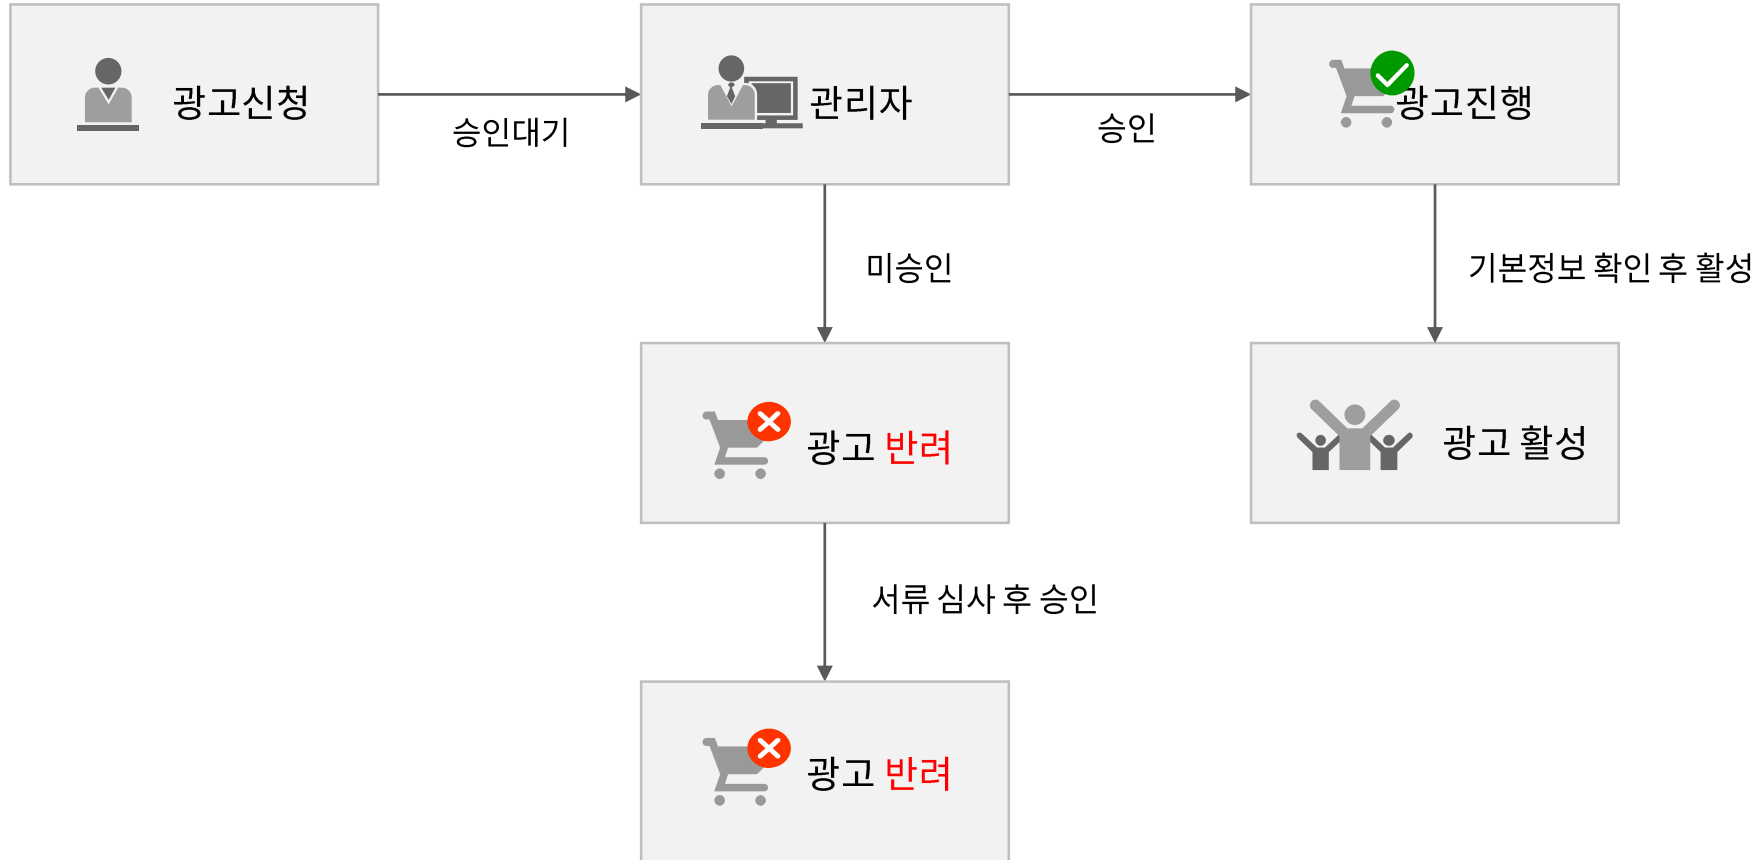 광고신청
승인대기
관리자
승인
광고진행
미승인
기본정보 확인 후 활성
광고 반려
광고 활성
서류 심사 후 승인
광고 반려